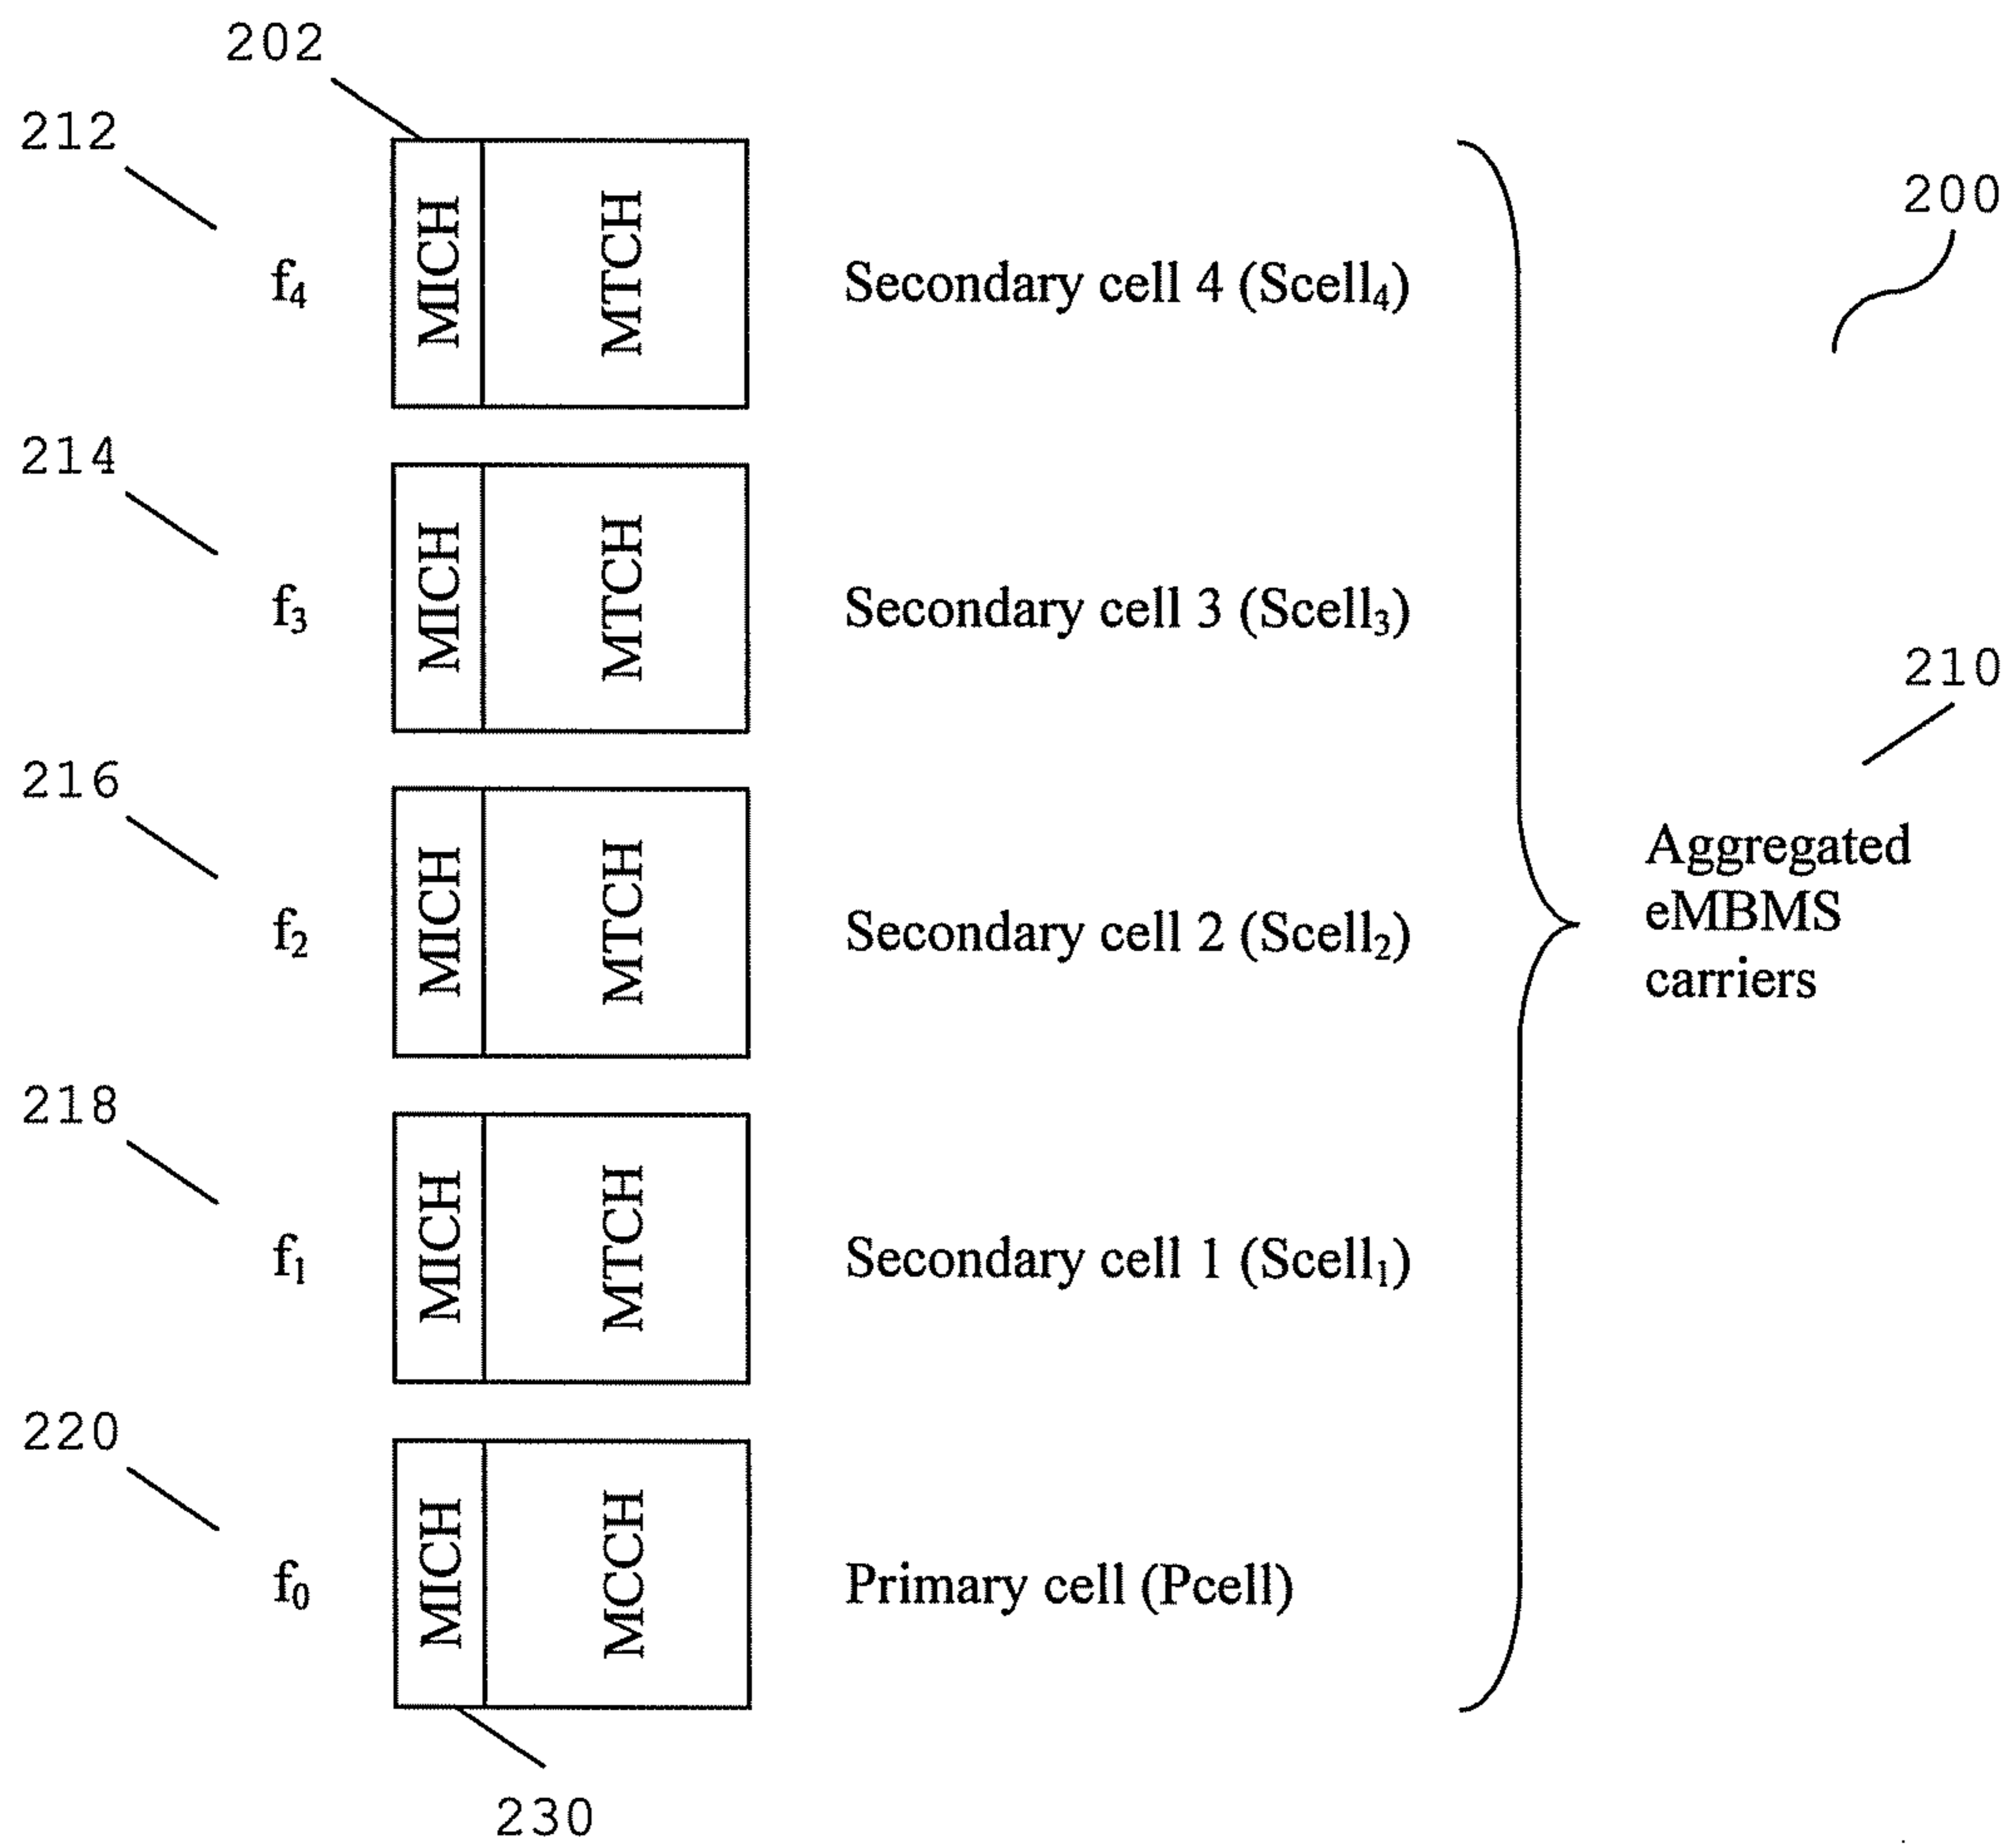 202
212
f₄ MICH MTCH Secondary cell 4 (Scell₄)
200
214
f₃ MICH MTCH Secondary cell 3 (Scell₃)
210
216
f₂ MICH MTCH Secondary cell 2 (Scell₂)
Aggregated
eMBMS
carriers
218
f₁ MICH MTCH Secondary cell 1 (Scell₁)
220
f₀ MICH MCCH Primary cell (Pcell)
230